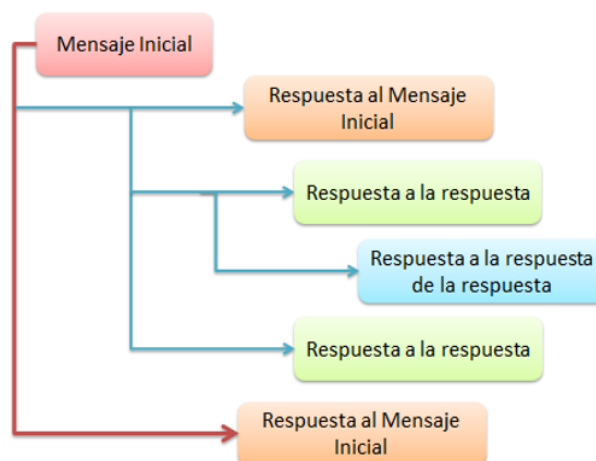 Mensaje Inicial
Respuesta al Mensaje
Inicial
Respuesta a la respuesta
Respuesta a la respuesta
de la respuesta
Respuesta a la respuesta
Respuesta al Mensaje
Inicial